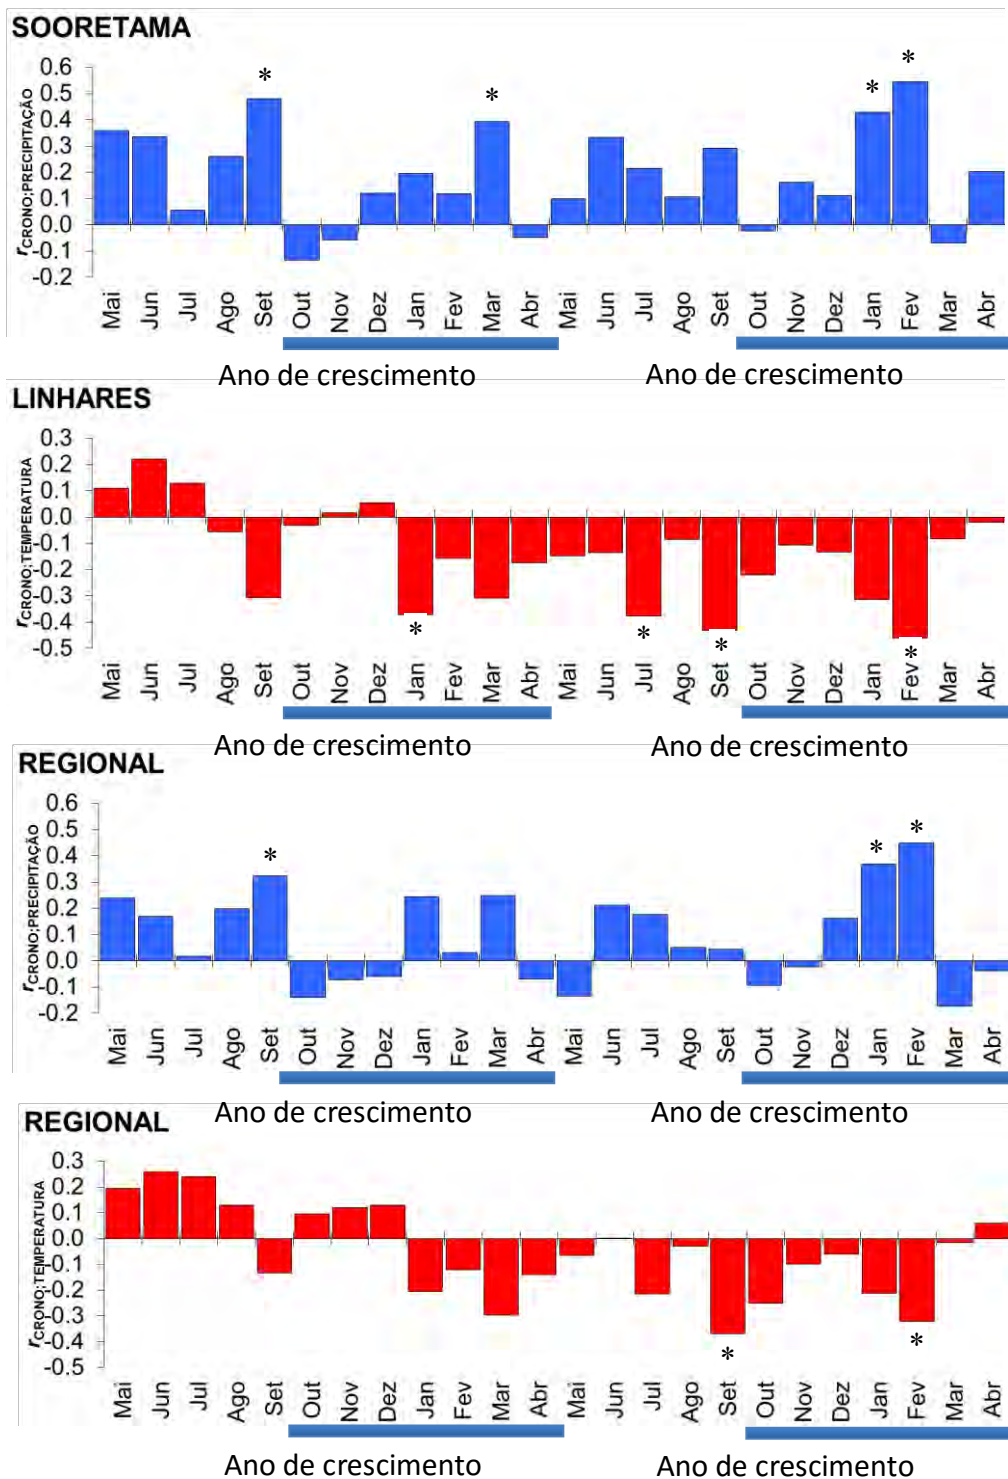 SOORETAMA
rCRONO;PRECIPITAÇÃO
0.6
0.5
0.4
0.3
0.2
0.1
0.0
-0.1
-0.2
* * * *
Mai Jun Jul Ago Set Out Nov Dez Jan Fev Mar Abr Mai Jun Jul Ago Set Out Nov Dez Jan Fev Mar Abr
Ano de crescimento Ano de crescimento
LINHARES
rCRONO;TEMPERATURA
0.3
0.2
0.1
0.0
-0.1
-0.2
-0.3
-0.4
-0.5
* * * *
Mai Jun Jul Ago Set Out Nov Dez Jan Fev Mar Abr Mai Jun Jul Ago Set Out Nov Dez Jan Fev Mar Abr
Ano de crescimento Ano de crescimento
REGIONAL
rCRONO;PRECIPITAÇÃO
0.6
0.5
0.4
0.3
0.2
0.1
0.0
-0.1
-0.2
* * *
Mai Jun Jul Ago Set Out Nov Dez Jan Fev Mar Abr Mai Jun Jul Ago Set Out Nov Dez Jan Fev Mar Abr
Ano de crescimento Ano de crescimento
REGIONAL
rCRONO;TEMPERATURA
0.3
0.2
0.1
0.0
-0.1
-0.2
-0.3
-0.4
-0.5
* *
Mai Jun Jul Ago Set Out Nov Dez Jan Fev Mar Abr Mai Jun Jul Ago Set Out Nov Dez Jan Fev Mar Abr
Ano de crescimento Ano de crescimento